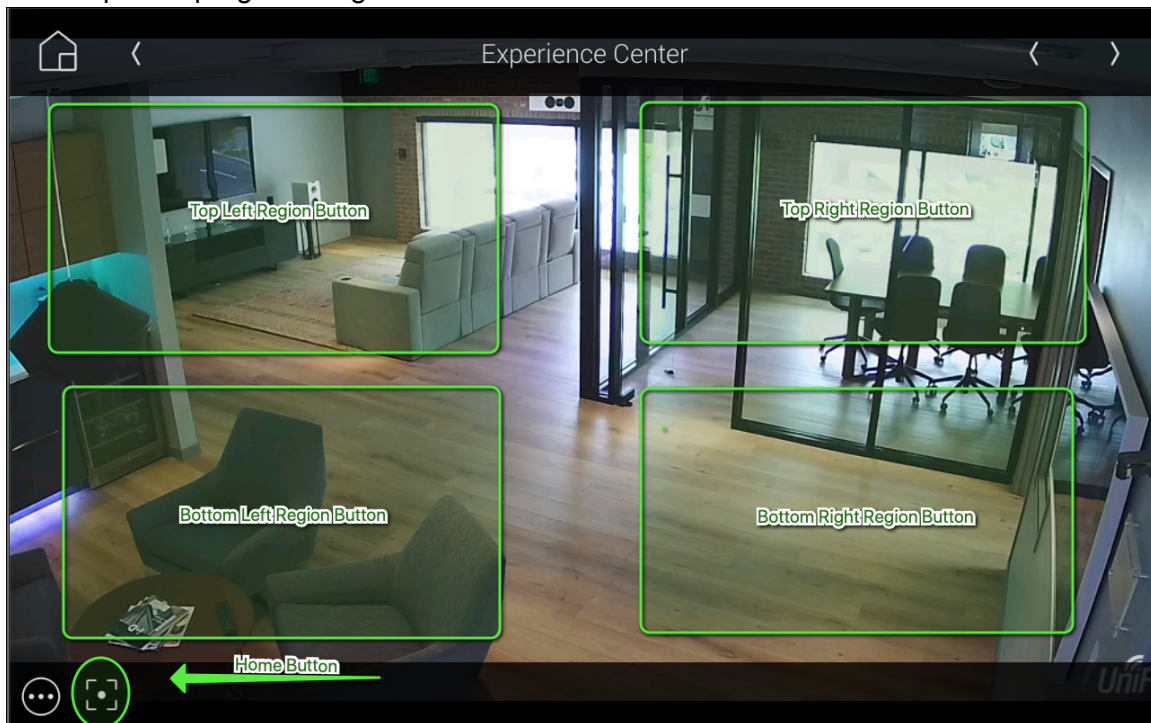 Experience Center
EXIT
Top Left Region Button
Top Right Region Button
Bottom Left Region Button
Bottom Right Region Button
Home Button